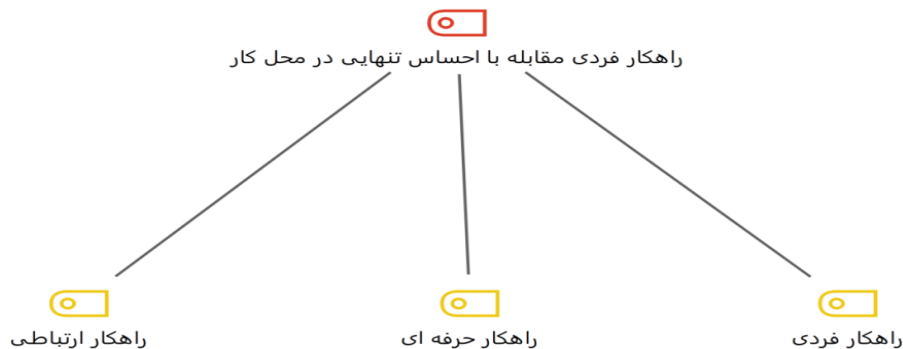 راهکار فردی مقابله با احساس تنهایی در محل کار
راهکار فردی
راهکار حرفه ای
راهکار ارتباطی